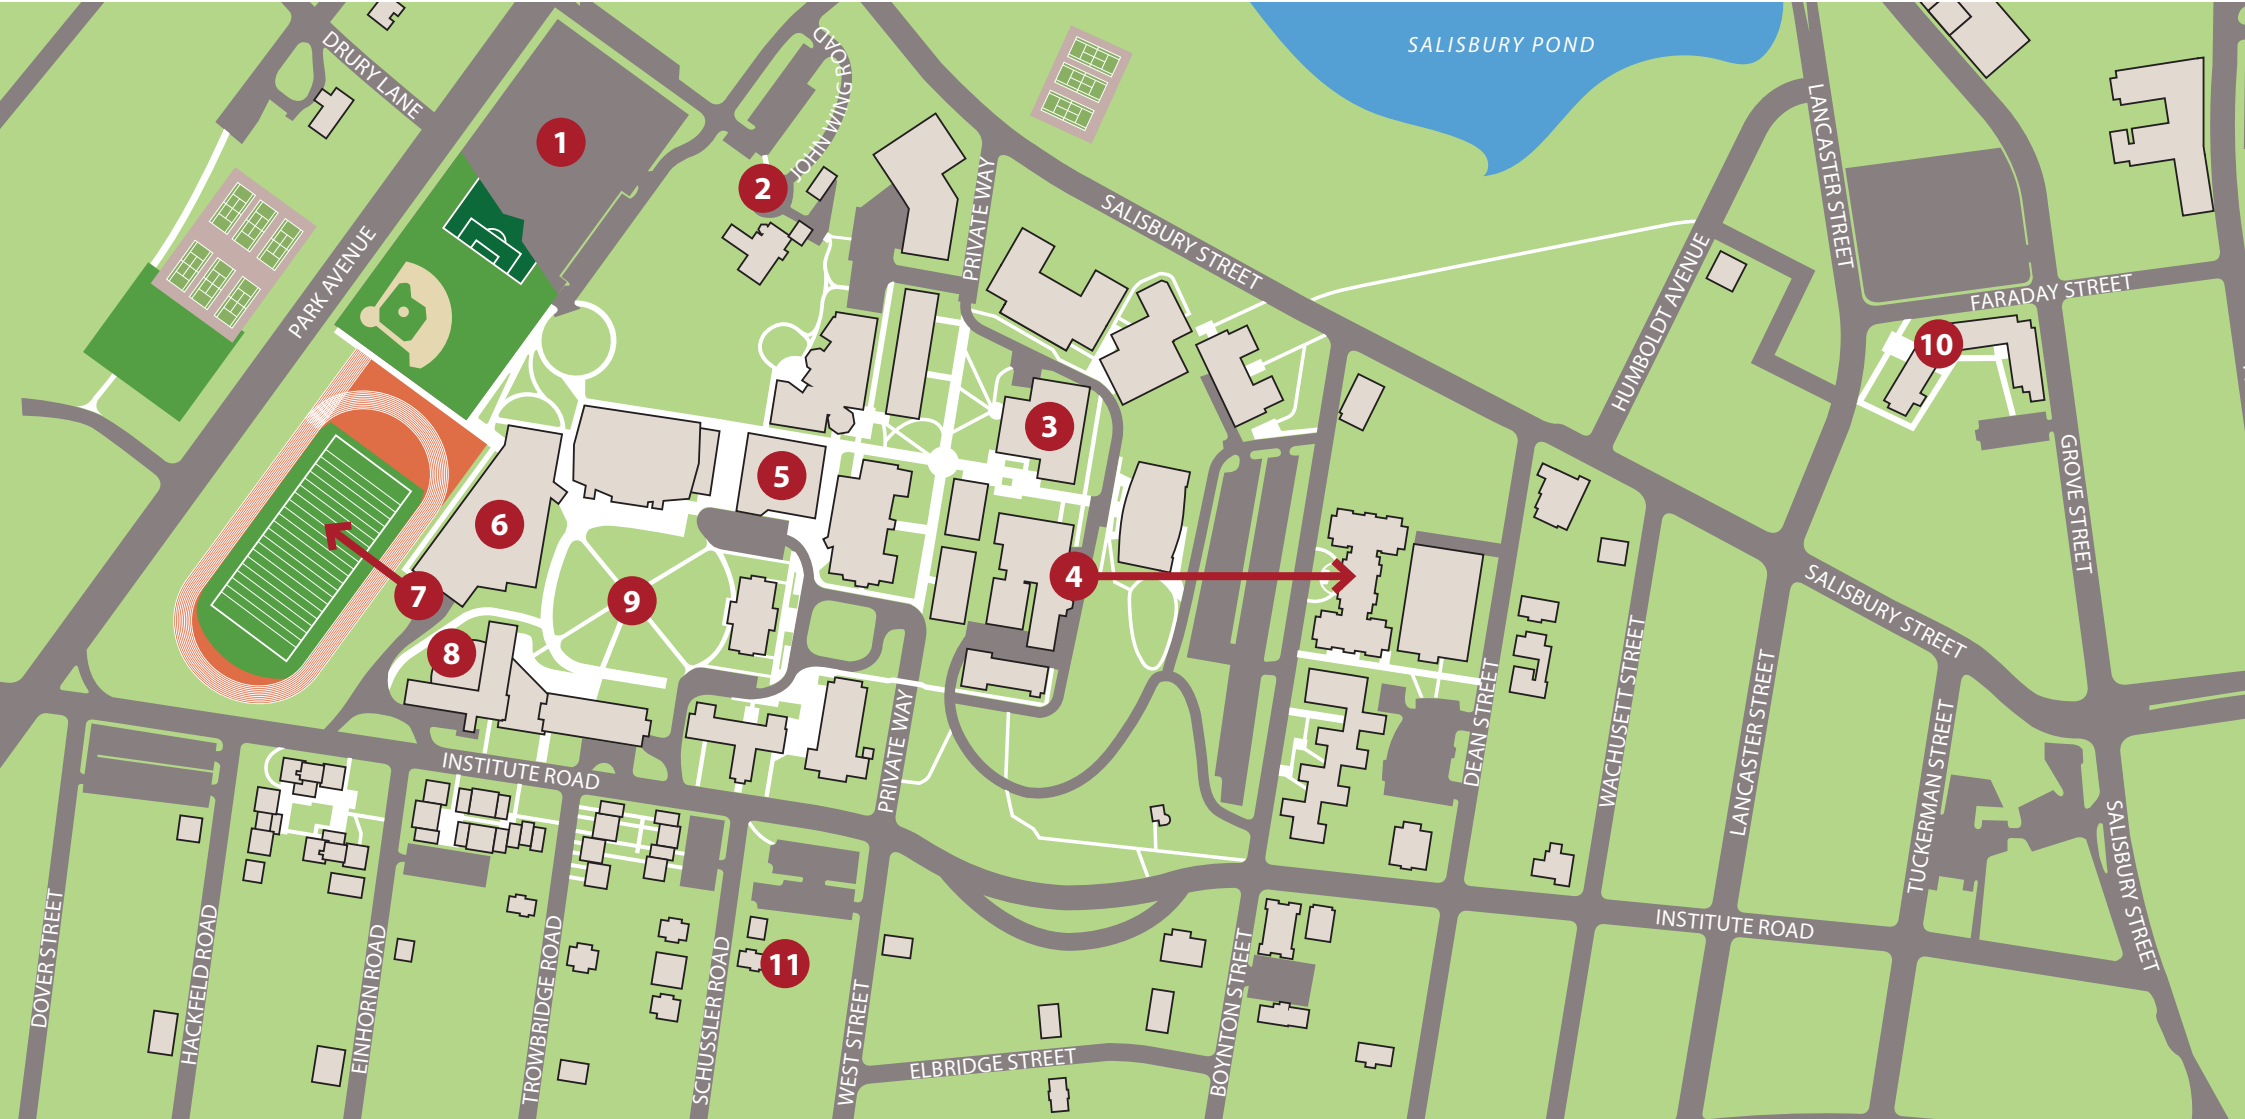 SALISBURY POND
DRURY LANE
JOHN WING ROAD
1
2
PRIVATE WAY
SALISBURY STREET
LANCASTER STREET
PARK AVENUE
HUMBOLDT AVENUE
FARADAY STREET
10
3
5
6
4
7
9
8
GROVE STREET
SALISBURY STREET
PRIVATE WAY
DEAN STREET
WACHUSETT STREET
LANCASTER STREET
TUCKERMAN STREET
SALISBURY STREET
INSTITUTE ROAD
INSTITUTE ROAD
11
DOVER STREET
HACKFELD ROAD
EINHORN ROAD
TROWBRIDGE ROAD
SCHUSSLER ROAD
WEST STREET
ELBRIDGE STREET
BOYNTON STREET